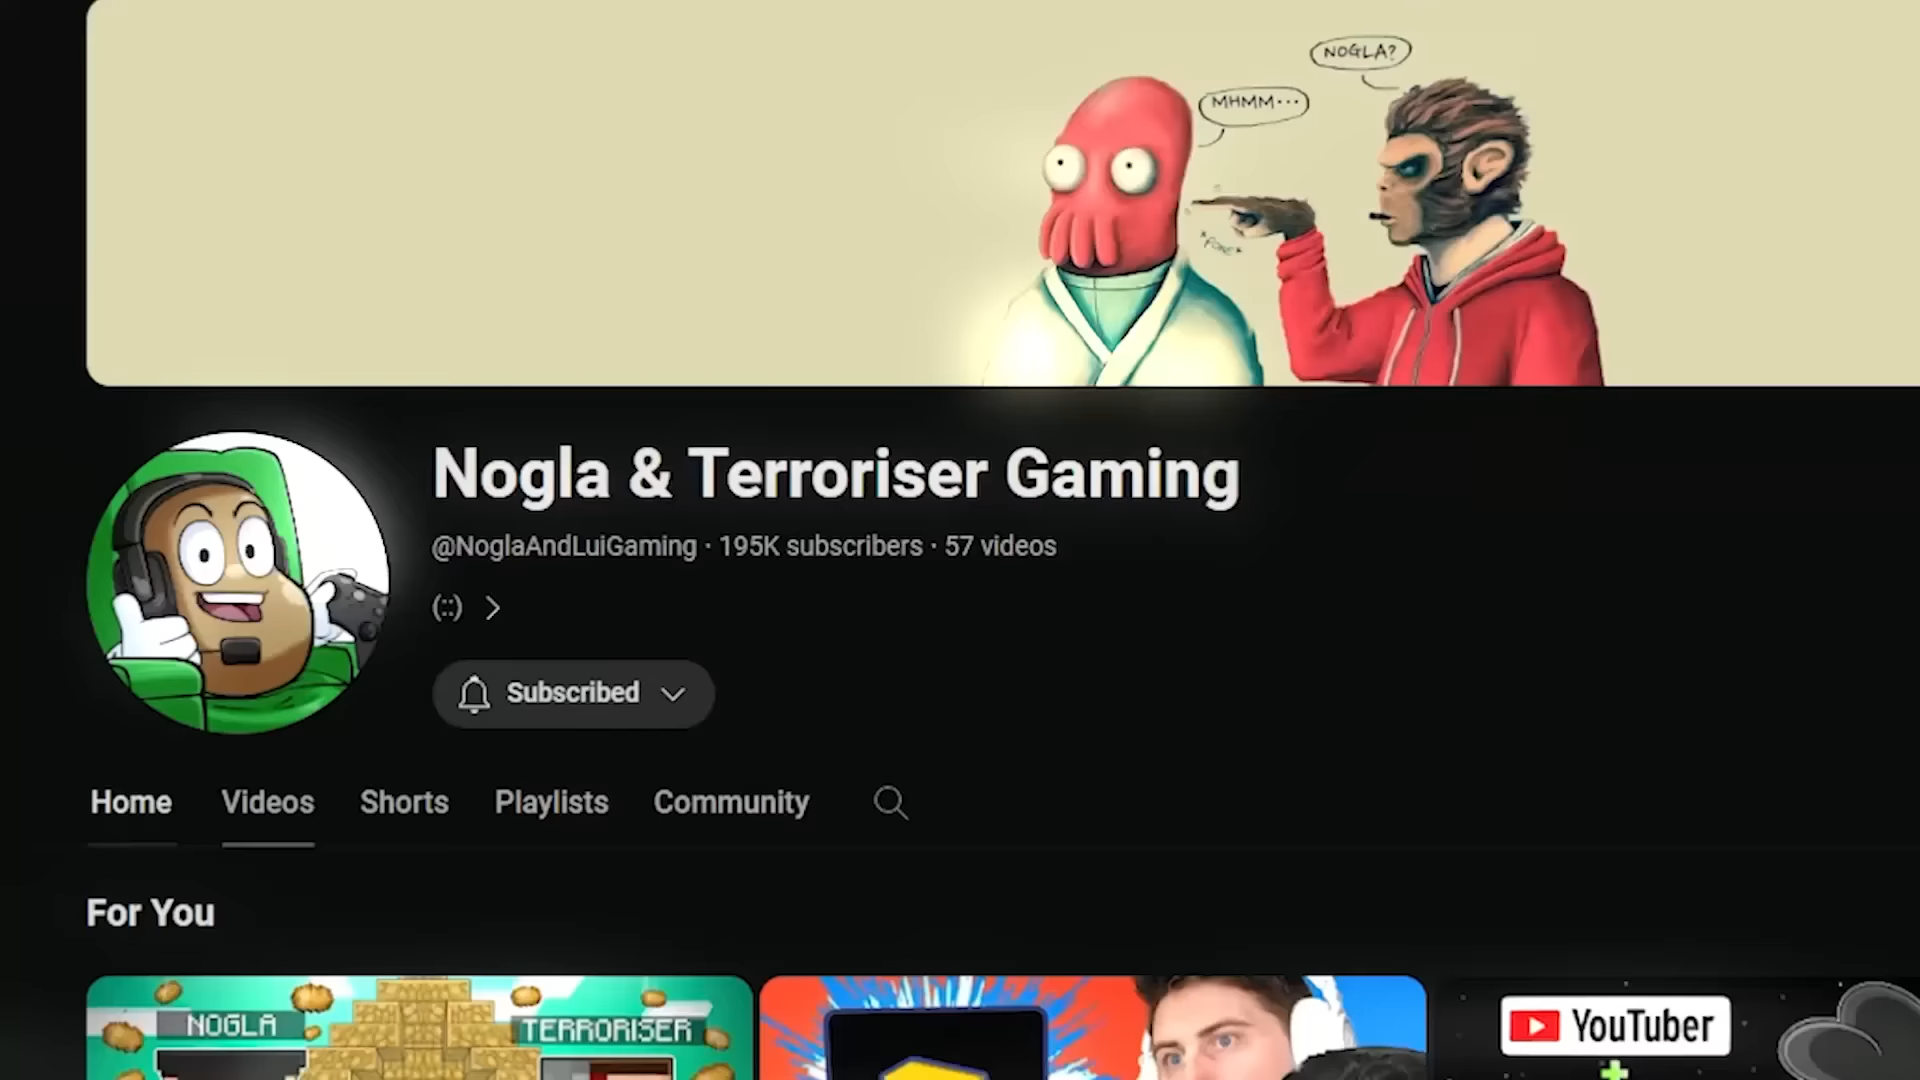 NOGLA?
MHMM...
*POKE*
Nogla & Terroriser Gaming
@NoglaAndLuiGaming · 195K subscribers · 57 videos
(::)
Subscribed
Home Videos Shorts Playlists Community
For You
NOGLA TERRORISER
YouTuber